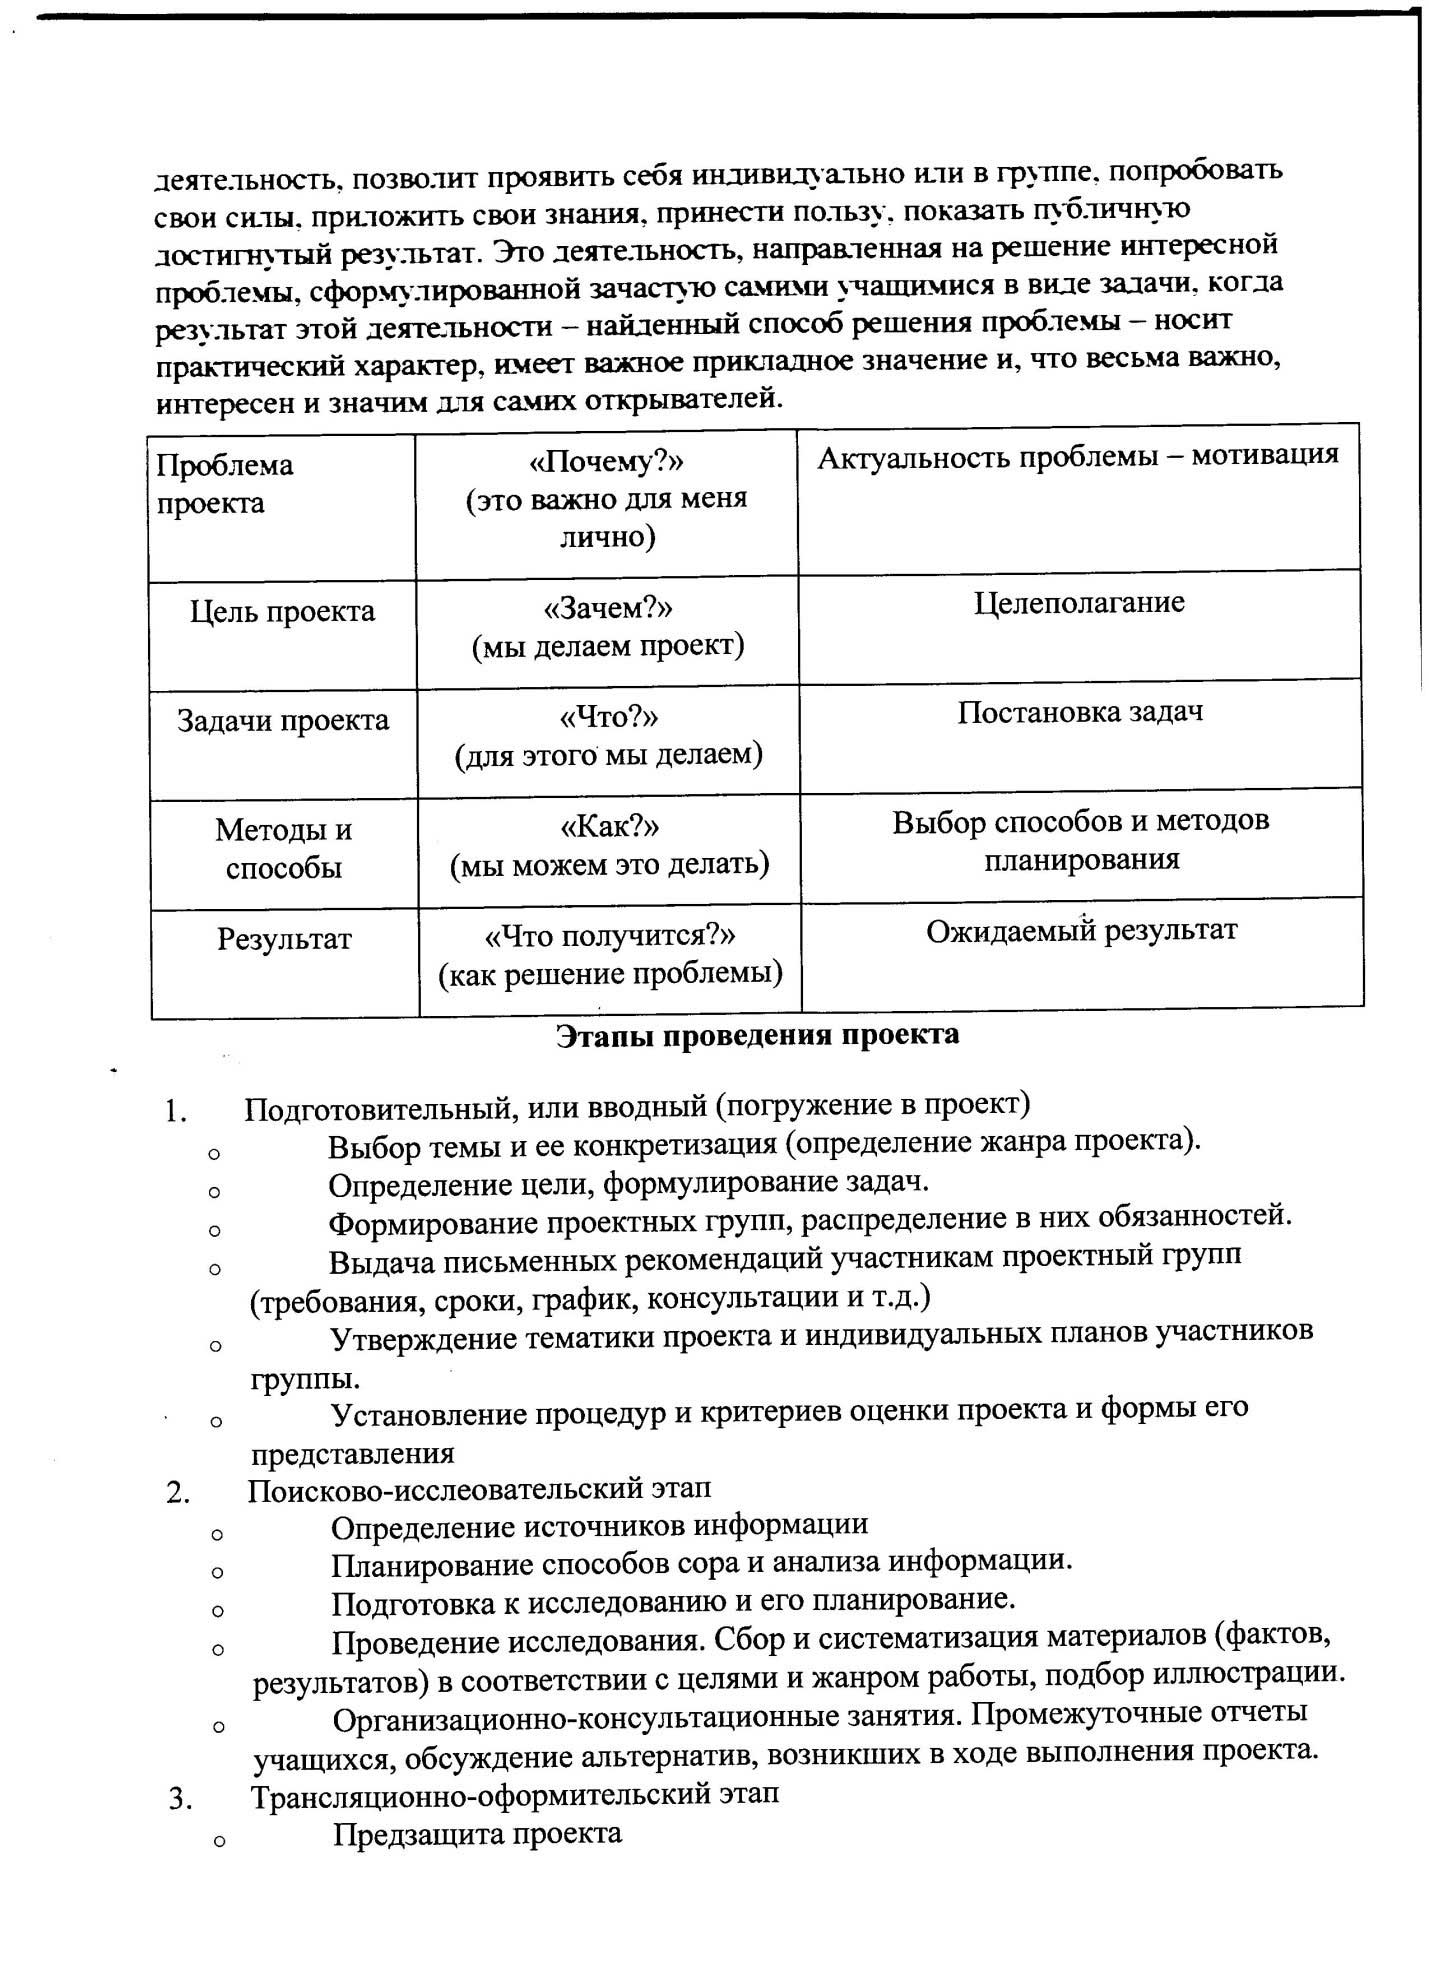 деятельность, позволит проявить себя индивидуально или в группе, попробовать
свои силы, приложить свои знания, принести пользу, показать публичную
достигнутый результат. Это деятельность, направленная на решение интересной
проблемы, сформулированной зачастую самими учащимися в виде задачи, когда
результат этой деятельности – найденный способ решения проблемы – носит
практический характер, имеет важное прикладное значение и, что весьма важно,
интересен и значим для самих открывателей.
Проблема
проекта
«Почему?»
(это важно для меня
лично)
Актуальность проблемы – мотивация
Цель проекта
«Зачем?»
(мы делаем проект)
Целеполагание
Задачи проекта
«Что?»
(для этого мы делаем)
Постановка задач
Методы и
способы
«Как?»
(мы можем это делать)
Выбор способов и методов
планирования
Результат
«Что получится?»
(как решение проблемы)
Ожидаемый результат
Этапы проведения проекта
1. Подготовительный, или вводный (погружение в проект)
o Выбор темы и ее конкретизация (определение жанра проекта).
o Определение цели, формулирование задач.
o Формирование проектных групп, распределение в них обязанностей.
o Выдача письменных рекомендаций участникам проектный групп
(требования, сроки, график, консультации и т.д.)
o Утверждение тематики проекта и индивидуальных планов участников
группы.
o Установление процедур и критериев оценки проекта и формы его
представления
2. Поисково-исслеовательский этап
o Определение источников информации
o Планирование способов сора и анализа информации.
o Подготовка к исследованию и его планирование.
o Проведение исследования. Сбор и систематизация материалов (фактов,
результатов) в соответствии с целями и жанром работы, подбор иллюстрации.
o Организационно-консультационные занятия. Промежуточные отчеты
учащихся, обсуждение альтернатив, возникших в ходе выполнения проекта.
3. Трансляционно-оформительский этап
o Предзащита проекта